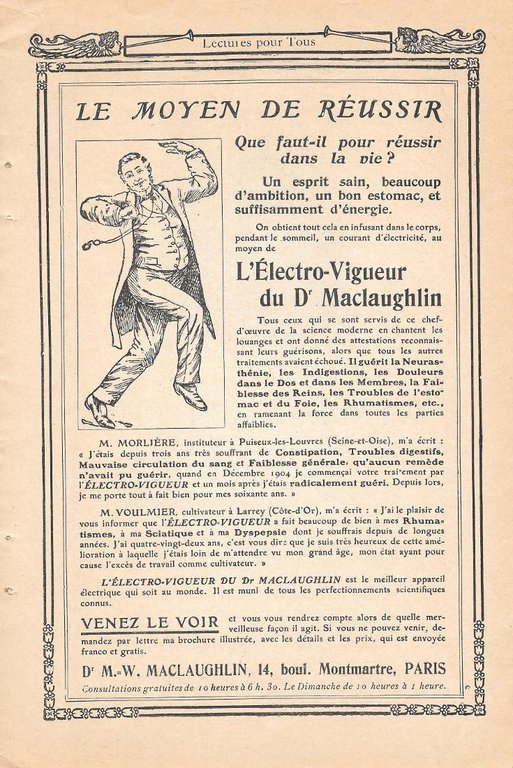 Lectures pour Tous
LE MOYEN DE RÉUSSIR
Que faut-il pour réussir
dans la vie ?
Un esprit sain, beaucoup
d'ambition, un bon estomac, et
suffisamment d'énergie.
On obtient tout cela en infusant dans le corps,
pendant le sommeil, un courant d'électricité, au
moyen de
L'Électro-Vigueur
du Dr Maclaughlin
Tous ceux qui se sont servis de ce chef-
d'œuvre de la science moderne en chantent les
louanges et ont donné des attestations reconnais-
sant leurs guérisons, alors que tous les autres
traitements avaient échoué. Il guérit la Neuras-
thénie, les Indigestions, les Douleurs
dans le Dos et dans les Membres, la Fai-
blesse des Reins, les Troubles de l'esto-
mac et du Foie, les Rhumatismes, etc.,
en ramenant la force dans toutes les parties
affaiblies.
M. MORLIÈRE, instituteur à Puiseux-les-Louvres (Seine-et-Oise), m'a écrit :
« J'étais depuis trois ans très souffrant de Constipation, Troubles digestifs,
Mauvaise circulation du sang et Faiblesse générale, qu'aucun remède
n'avait pu guérir, quand en Décembre 1904 je commençai votre traitement par
l'ÉLECTRO-VIGUEUR et un mois après j'étais radicalement guéri. Depuis lors,
je me porte tout à fait bien pour mes soixante ans. »
M. VOULMIER, cultivateur à Larrey (Côte-d'Or), m'a écrit : « J'ai le plaisir de
vous informer que l'ÉLECTRO-VIGUEUR a fait beaucoup de bien à mes Rhuma-
tismes, à ma Sciatique et à ma Dyspepsie dont je souffrais depuis de longues
années. J'ai quatre-vingt-deux ans, c'est vous dire que je suis très heureux de cette amé-
lioration à laquelle j'étais loin de m'attendre vu mon grand âge, mon état ayant pour
cause l'excès de travail comme cultivateur. »
L'ÉLECTRO-VIGUEUR DU Dr MACLAUGHLIN est le meilleur appareil
électrique qui soit au monde. Il est muni de tous les perfectionnements scientifiques
connus.
VENEZ LE VOIR et vous vous rendrez compte alors de quelle mer-
veilleuse façon il agit. Si vous ne pouvez venir, de-
mandez par lettre ma brochure illustrée, avec les détails et les prix, qui est envoyée
franco et gratis.
Dr M.-W. MACLAUGHLIN, 14, boul. Montmartre, PARIS
Consultations gratuites de 10 heures à 6 h. 30. Le Dimanche de 10 heures à 1 heure.